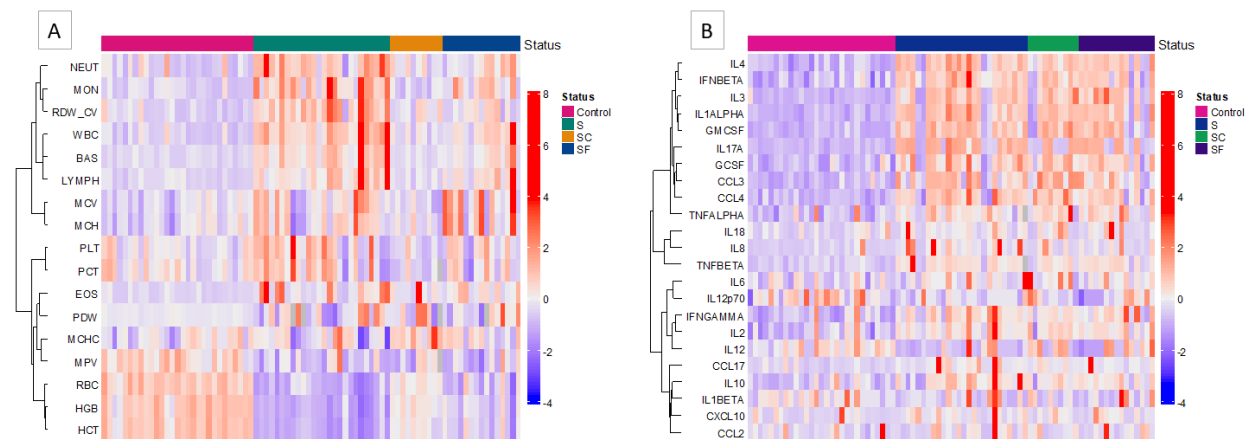 A
Status
NEUT
MON
RDW_CV
WBC
BAS
LYMPH
MCV
MCH
PLT
PCT
EOS
PDW
MCHC
MPV
RBC
HGB
HCT
8
6
4
2
0
-2
-4
Status
Control
S
SC
SF
B
Status
IL4
IFNBETA
IL3
IL1ALPHA
GMCSF
IL17A
GCSF
CCL3
CCL4
TNFALPHA
IL18
IL8
TNFBETA
IL6
IL12p70
IFNGAMMA
IL2
IL12
CCL17
IL10
IL1BETA
CXCL10
CCL2
8
6
4
2
0
-2
-4
Status
Control
S
SC
SF